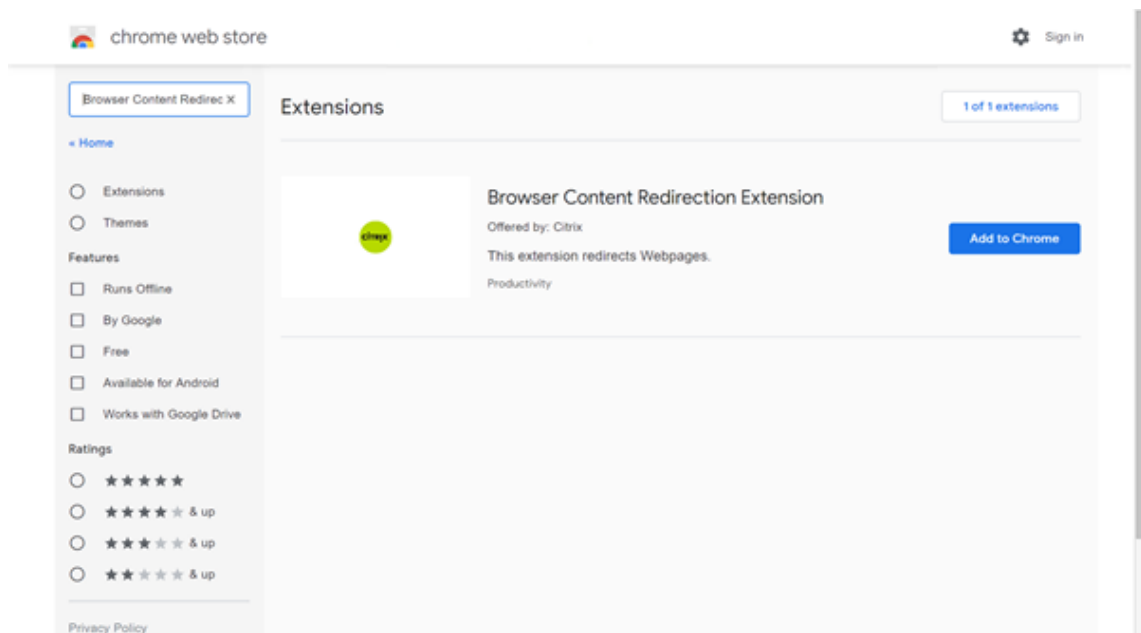 chrome web store
Sign in
Browser Content Redirec
Extensions
1 of 1 extensions
« Home
Extensions
Themes
Features
Runs Offline
By Google
Free
Available for Android
Works with Google Drive
Ratings
& up
& up
& up
Privacy Policy
citrix
Browser Content Redirection Extension
Offered by: Citrix
This extension redirects Webpages.
Productivity
Add to Chrome